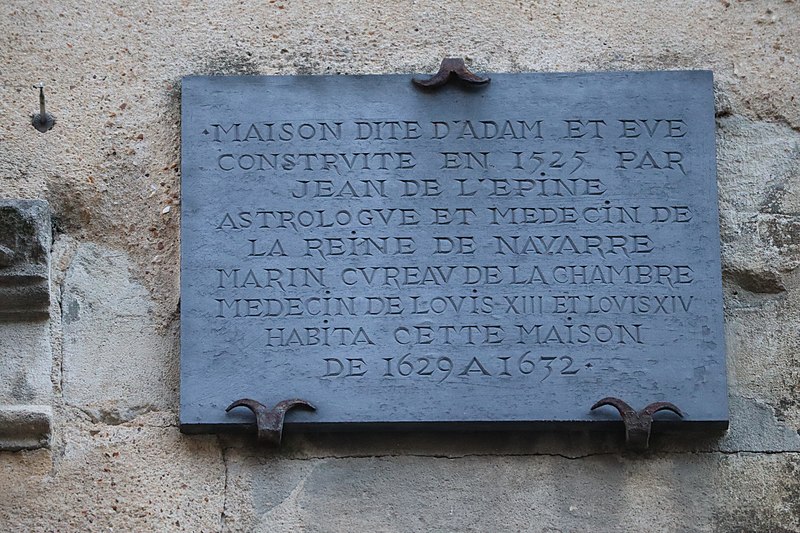 ·MAISON DITE D'ADAM ET EVE
CONSTRVITE EN 1525 PAR
JEAN DE L'EPINE
ASTROLOGVE ET MEDECIN DE
LA REINE DE NAVARRE
MARIN CVREAV DE LA CHAMBRE
MEDECIN DE LOVIS·XIII ET LOVIS XIV
HABITA CETTE MAISON
DE 1629 A 1632·